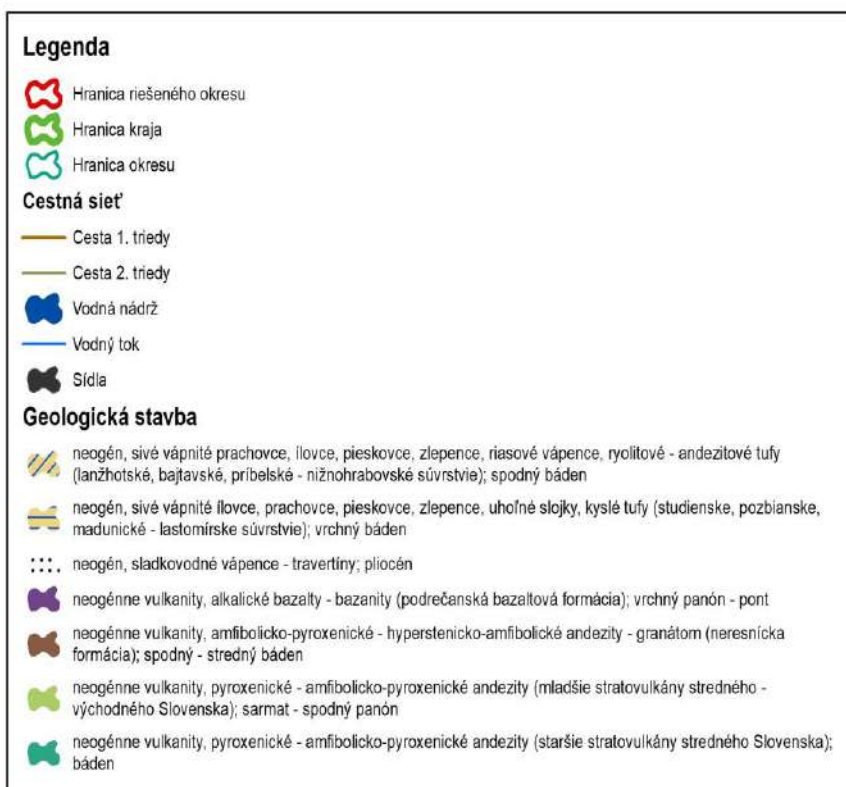 Legenda
Hranica riešeného okresu
Hranica kraja
Hranica okresu
Cestná sieť
Cesta 1. triedy
Cesta 2. triedy
Vodná nádrž
Vodný tok
Sídla
Geologická stavba
neogén, sivé vápnité prachovce, ílovce, pieskovce, zlepence, riasové vápence, ryolitové - andezitové tufy
(lanžhotské, bajtavské, príbelské - nižnohrabovské súvrstvie); spodný báden
neogén, sivé vápnité ílovce, prachovce, pieskovce, zlepence, uhoľné slojky, kyslé tufy (studienske, pozbianske,
madunické - lastomírske súvrstvie); vrchný báden
neogén, sladkovodné vápence - travertíny; pliocén
neogénne vulkanity, alkalické bazalty - bazanity (podrečanská bazaltová formácia); vrchný panón - pont
neogénne vulkanity, amfibolicko-pyroxenické - hyperstenicko-amfibolické andezity - granátom (neresnícka
formácia); spodný - stredný báden
neogénne vulkanity, pyroxenické - amfibolicko-pyroxenické andezity (mladšie stratovulkány stredného -
východného Slovenska); sarmat - spodný panón
neogénne vulkanity, pyroxenické - amfibolicko-pyroxenické andezity (staršie stratovulkány stredného Slovenska);
báden